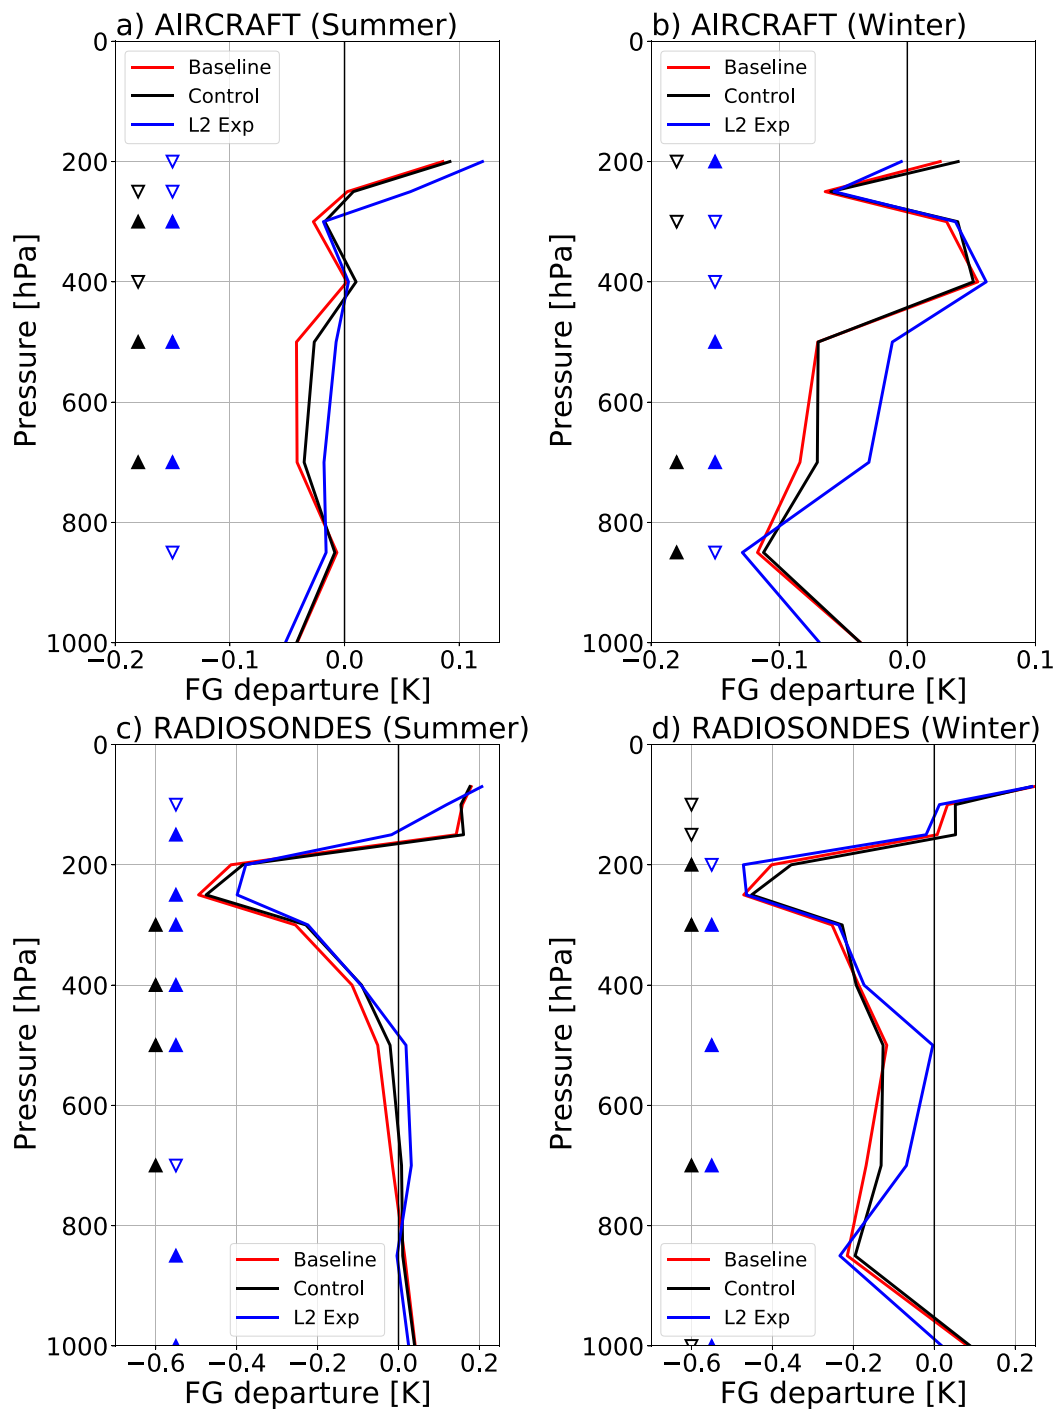 a) AIRCRAFT (Summer)
Baseline
Control
L2 Exp
0
200
400
600
800
1000
Pressure [hPa]
−0.2
−0.1
0.0
0.1
FG departure [K]
b) AIRCRAFT (Winter)
Baseline
Control
L2 Exp
0
200
400
600
800
1000
Pressure [hPa]
−0.2
−0.1
0.0
0.1
FG departure [K]
c) RADIOSONDES (Summer)
0
200
400
600
800
1000
Pressure [hPa]
Baseline
Control
L2 Exp
−0.6
−0.4
−0.2
0.0
0.2
FG departure [K]
d) RADIOSONDES (Winter)
0
200
400
600
800
1000
Pressure [hPa]
Baseline
Control
L2 Exp
−0.6
−0.4
−0.2
0.0
0.2
FG departure [K]